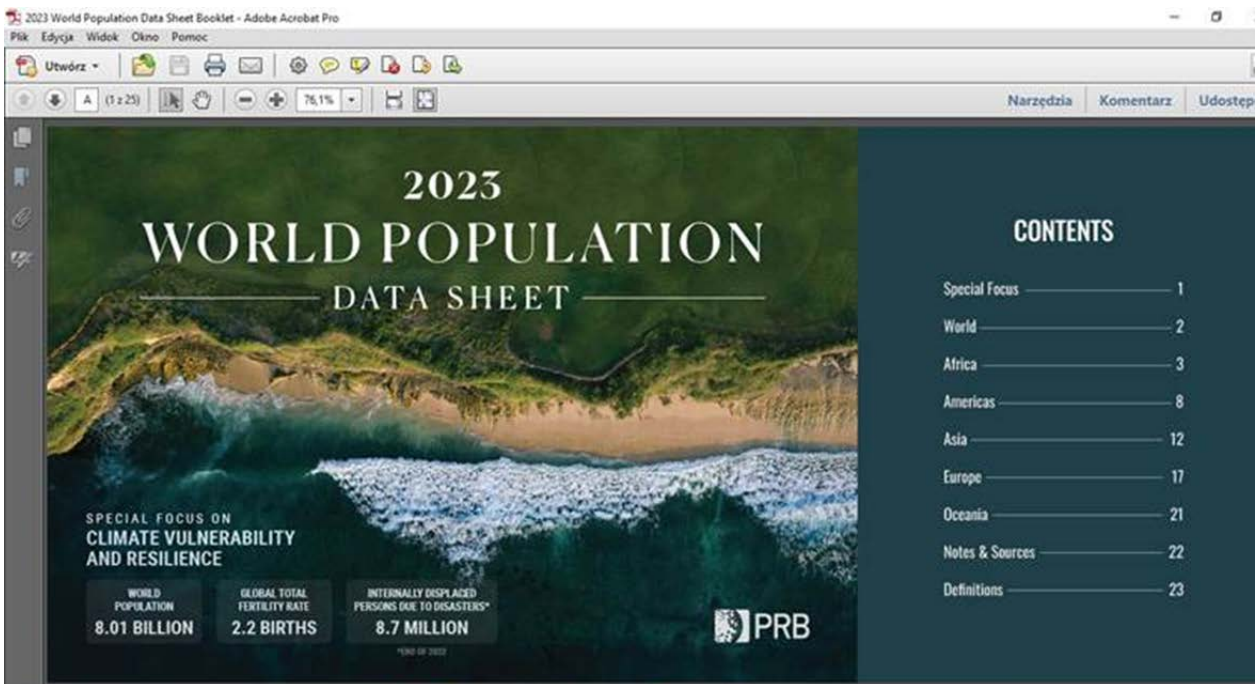 2023 World Population Data Sheet Booklet - Adobe Acrobat Pro
Plik Edycja Widok Okno Pomoc
Utwórz
A (1 z 25) 76,1% Narzędzia Komentarz Udostęp
2023
WORLD POPULATION
DATA SHEET
SPECIAL FOCUS ON
CLIMATE VULNERABILITY
AND RESILIENCE
WORLD
POPULATION
8.01 BILLION
GLOBAL TOTAL
FERTILITY RATE
2.2 BIRTHS
INTERNALLY DISPLACED
PERSONS DUE TO DISASTERS*
8.7 MILLION
*END OF 2022
PRB
CONTENTS
Special Focus 1
World 2
Africa 3
Americas 8
Asia 12
Europe 17
Oceania 21
Notes & Sources 22
Definitions 23